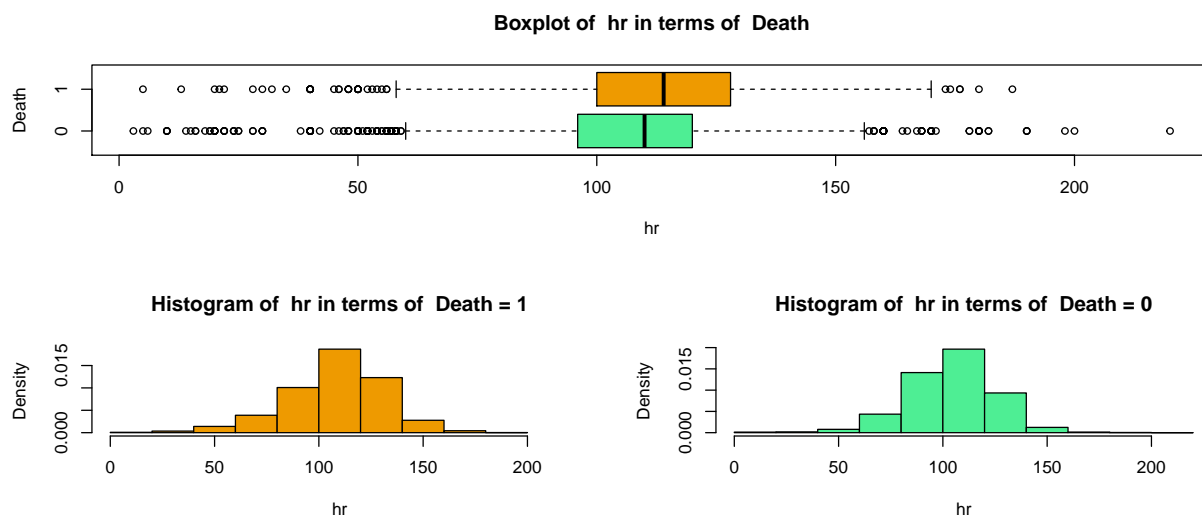 Boxplot of  hr in terms of  Death
Death
1
0
0 50 100 150 200
hr
Histogram of  hr in terms of  Death = 1
Density
0.015
0.000
0 50 100 150 200
hr
Histogram of  hr in terms of  Death = 0
Density
0.015
0.000
0 50 100 150 200
hr